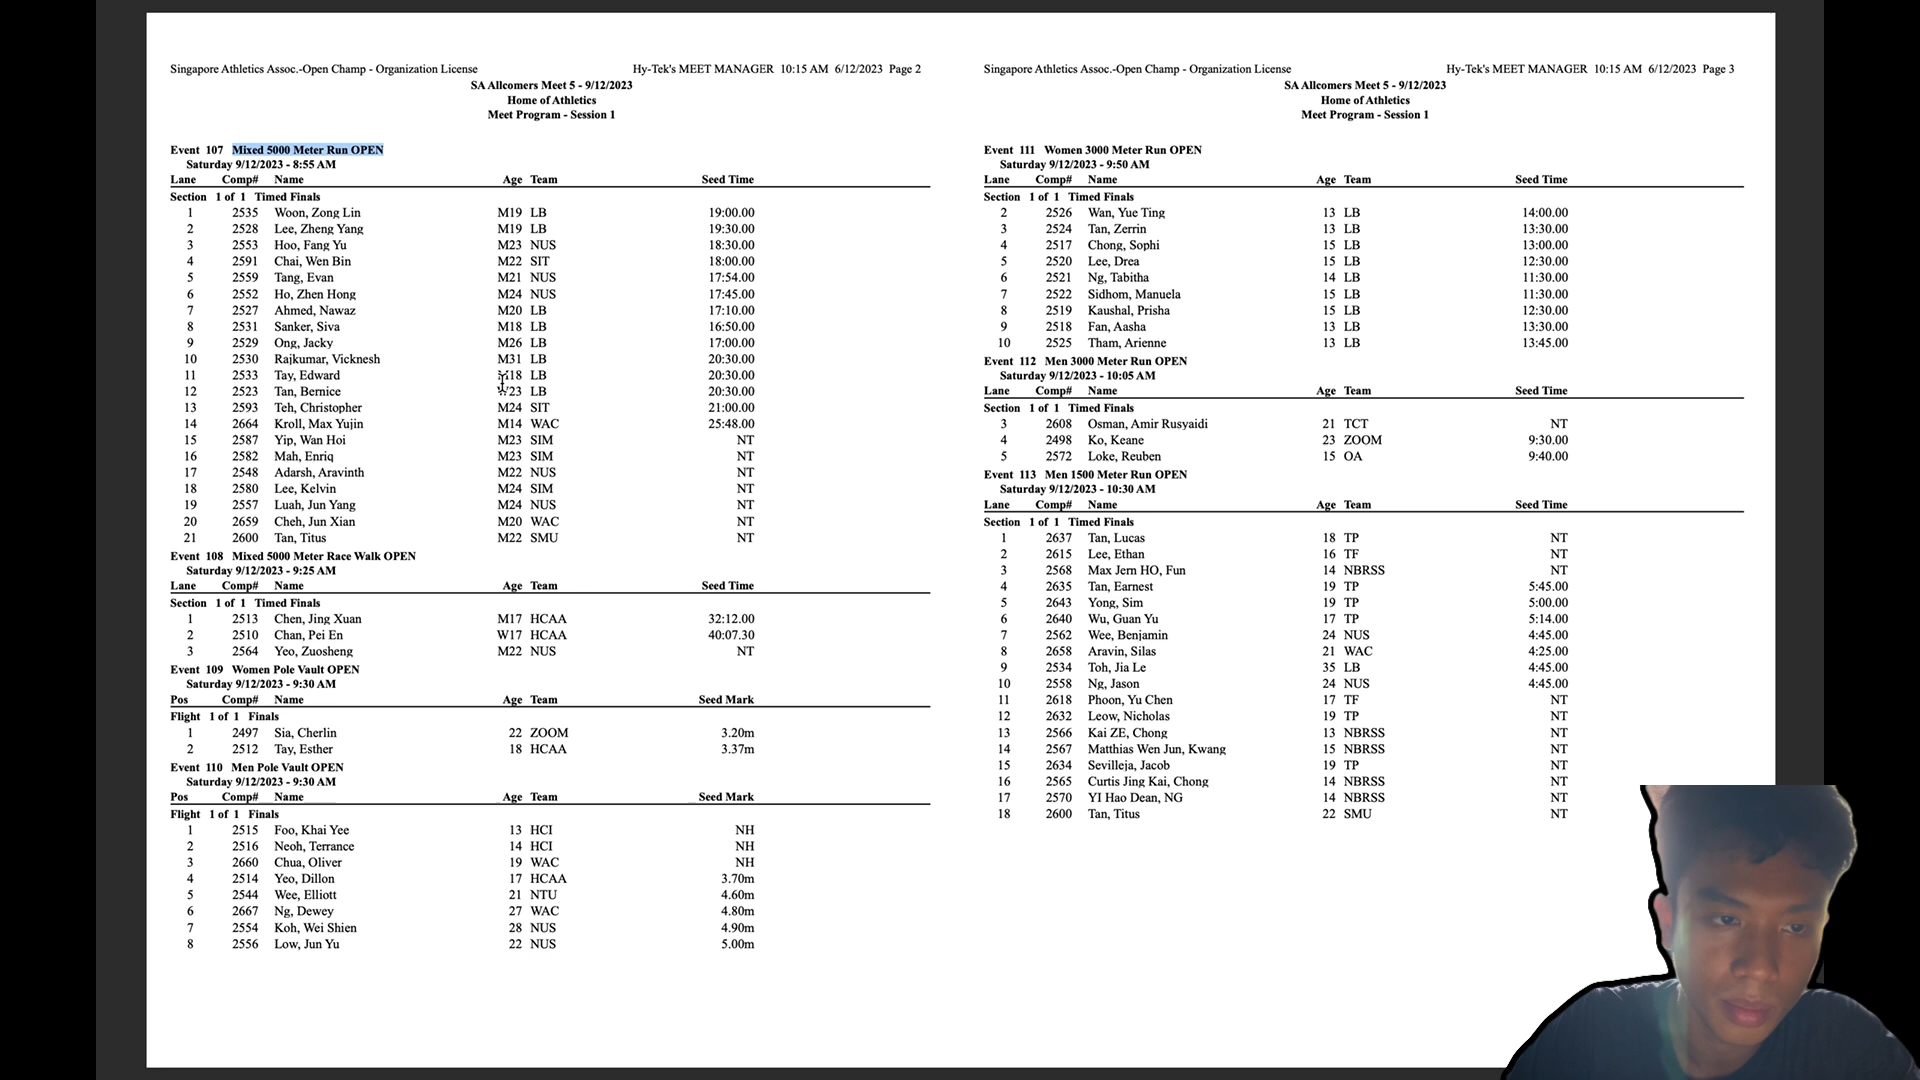 Singapore Athletics Assoc.-Open Champ - Organization License Hy-Tek's MEET MANAGER 10:15 AM 6/12/2023 Page 2
SA Allcomers Meet 5 - 9/12/2023
Home of Athletics
Meet Program - Session 1
Event 107 Mixed 5000 Meter Run OPEN
Saturday 9/12/2023 - 8:55 AM
Lane Comp# Name Age Team Seed Time
Section 1 of 1 Timed Finals
1 2535 Woon, Zong Lin M19 LB 19:00.00
2 2528 Lee, Zheng Yang M19 LB 19:30.00
3 2553 Hoo, Fang Yu M23 NUS 18:30.00
4 2591 Chai, Wen Bin M22 SIT 18:00.00
5 2559 Tang, Evan M21 NUS 17:54.00
6 2552 Ho, Zhen Hong M24 NUS 17:45.00
7 2527 Ahmed, Nawaz M20 LB 17:10.00
8 2531 Sanker, Siva M18 LB 16:50.00
9 2529 Ong, Jacky M26 LB 17:00.00
10 2530 Rajkumar, Vicknesh M31 LB 20:30.00
11 2533 Tay, Edward M18 LB 20:30.00
12 2523 Tan, Bernice W23 LB 20:30.00
13 2593 Teh, Christopher M24 SIT 21:00.00
14 2664 Kroll, Max Yujin M14 WAC 25:48.00
15 2587 Yip, Wan Hoi M23 SIM NT
16 2582 Mah, Enriq M23 SIM NT
17 2548 Adarsh, Aravinth M22 NUS NT
18 2580 Lee, Kelvin M24 SIM NT
19 2557 Luah, Jun Yang M24 NUS NT
20 2659 Cheh, Jun Xian M20 WAC NT
21 2600 Tan, Titus M22 SMU NT
Event 108 Mixed 5000 Meter Race Walk OPEN
Saturday 9/12/2023 - 9:25 AM
Lane Comp# Name Age Team Seed Time
Section 1 of 1 Timed Finals
1 2513 Chen, Jing Xuan M17 HCAA 32:12.00
2 2510 Chan, Pei En W17 HCAA 40:07.30
3 2564 Yeo, Zuosheng M22 NUS NT
Event 109 Women Pole Vault OPEN
Saturday 9/12/2023 - 9:30 AM
Pos Comp# Name Age Team Seed Mark
Flight 1 of 1 Finals
1 2497 Sia, Cherlin 22 ZOOM 3.20m
2 2512 Tay, Esther 18 HCAA 3.37m
Event 110 Men Pole Vault OPEN
Saturday 9/12/2023 - 9:30 AM
Pos Comp# Name Age Team Seed Mark
Flight 1 of 1 Finals
1 2515 Foo, Khai Yee 13 HCI NH
2 2516 Neoh, Terrance 14 HCI NH
3 2660 Chua, Oliver 19 WAC NH
4 2514 Yeo, Dillon 17 HCAA 3.70m
5 2544 Wee, Elliott 21 NTU 4.60m
6 2667 Ng, Dewey 27 WAC 4.80m
7 2554 Koh, Wei Shien 28 NUS 4.90m
8 2556 Low, Jun Yu 22 NUS 5.00m
Singapore Athletics Assoc.-Open Champ - Organization License Hy-Tek's MEET MANAGER 10:15 AM 6/12/2023 Page 3
SA Allcomers Meet 5 - 9/12/2023
Home of Athletics
Meet Program - Session 1
Event 111 Women 3000 Meter Run OPEN
Saturday 9/12/2023 - 9:50 AM
Lane Comp# Name Age Team Seed Time
Section 1 of 1 Timed Finals
2 2526 Wan, Yue Ting 13 LB 14:00.00
3 2524 Tan, Zerrin 13 LB 13:30.00
4 2517 Chong, Sophi 15 LB 13:00.00
5 2520 Lee, Drea 15 LB 12:30.00
6 2521 Ng, Tabitha 14 LB 11:30.00
7 2522 Sidhom, Manuela 15 LB 11:30.00
8 2519 Kaushal, Prisha 15 LB 12:30.00
9 2518 Fan, Aasha 13 LB 13:30.00
10 2525 Tham, Arienne 13 LB 13:45.00
Event 112 Men 3000 Meter Run OPEN
Saturday 9/12/2023 - 10:05 AM
Lane Comp# Name Age Team Seed Time
Section 1 of 1 Timed Finals
3 2608 Osman, Amir Rusyaidi 21 TCT NT
4 2498 Ko, Keane 23 ZOOM 9:30.00
5 2572 Loke, Reuben 15 OA 9:40.00
Event 113 Men 1500 Meter Run OPEN
Saturday 9/12/2023 - 10:30 AM
Lane Comp# Name Age Team Seed Time
Section 1 of 1 Timed Finals
1 2637 Tan, Lucas 18 TP NT
2 2615 Lee, Ethan 16 TF NT
3 2568 Max Jern HO, Fun 14 NBRSS NT
4 2635 Tan, Earnest 19 TP 5:45.00
5 2643 Yong, Sim 19 TP 5:00.00
6 2640 Wu, Guan Yu 17 TP 5:14.00
7 2562 Wee, Benjamin 24 NUS 4:45.00
8 2658 Aravin, Silas 21 WAC 4:25.00
9 2534 Toh, Jia Le 35 LB 4:45.00
10 2558 Ng, Jason 24 NUS 4:45.00
11 2618 Phoon, Yu Chen 17 TF NT
12 2632 Leow, Nicholas 19 TP NT
13 2566 Kai ZE, Chong 13 NBRSS NT
14 2567 Matthias Wen Jun, Kwang 15 NBRSS NT
15 2634 Sevilleja, Jacob 19 TP NT
16 2565 Curtis Jing Kai, Chong 14 NBRSS NT
17 2570 YI Hao Dean, NG 14 NBRSS NT
18 2600 Tan, Titus 22 SMU NT